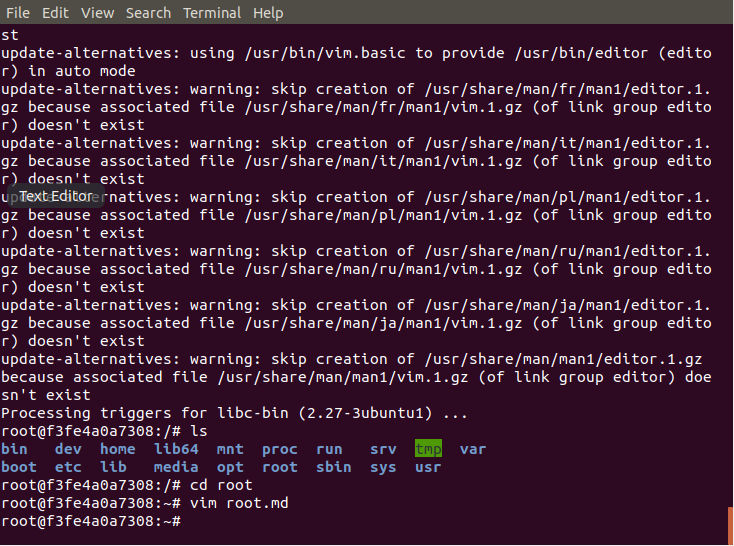 File Edit View Search Terminal Help
st
update-alternatives: using /usr/bin/vim.basic to provide /usr/bin/editor (edito
r) in auto mode
update-alternatives: warning: skip creation of /usr/share/man/fr/man1/editor.1.
gz because associated file /usr/share/man/fr/man1/vim.1.gz (of link group edito
r) doesn't exist
update-alternatives: warning: skip creation of /usr/share/man/it/man1/editor.1.
gz because associated file /usr/share/man/it/man1/vim.1.gz (of link group edito
r) doesn't exist
Text Editor
update-alternatives: warning: skip creation of /usr/share/man/pl/man1/editor.1.
gz because associated file /usr/share/man/pl/man1/vim.1.gz (of link group edito
r) doesn't exist
update-alternatives: warning: skip creation of /usr/share/man/ru/man1/editor.1.
gz because associated file /usr/share/man/ru/man1/vim.1.gz (of link group edito
r) doesn't exist
update-alternatives: warning: skip creation of /usr/share/man/ja/man1/editor.1.
gz because associated file /usr/share/man/ja/man1/vim.1.gz (of link group edito
r) doesn't exist
update-alternatives: warning: skip creation of /usr/share/man/man1/editor.1.gz
because associated file /usr/share/man/man1/vim.1.gz (of link group editor) doe
sn't exist
Processing triggers for libc-bin (2.27-3ubuntu1) ...
root@f3fe4a0a7308:/# ls
bin dev home lib64 mnt proc run srv tmp var
boot etc lib media opt root sbin sys usr
root@f3fe4a0a7308:/# cd root
root@f3fe4a0a7308:~# vim root.md
root@f3fe4a0a7308:~#